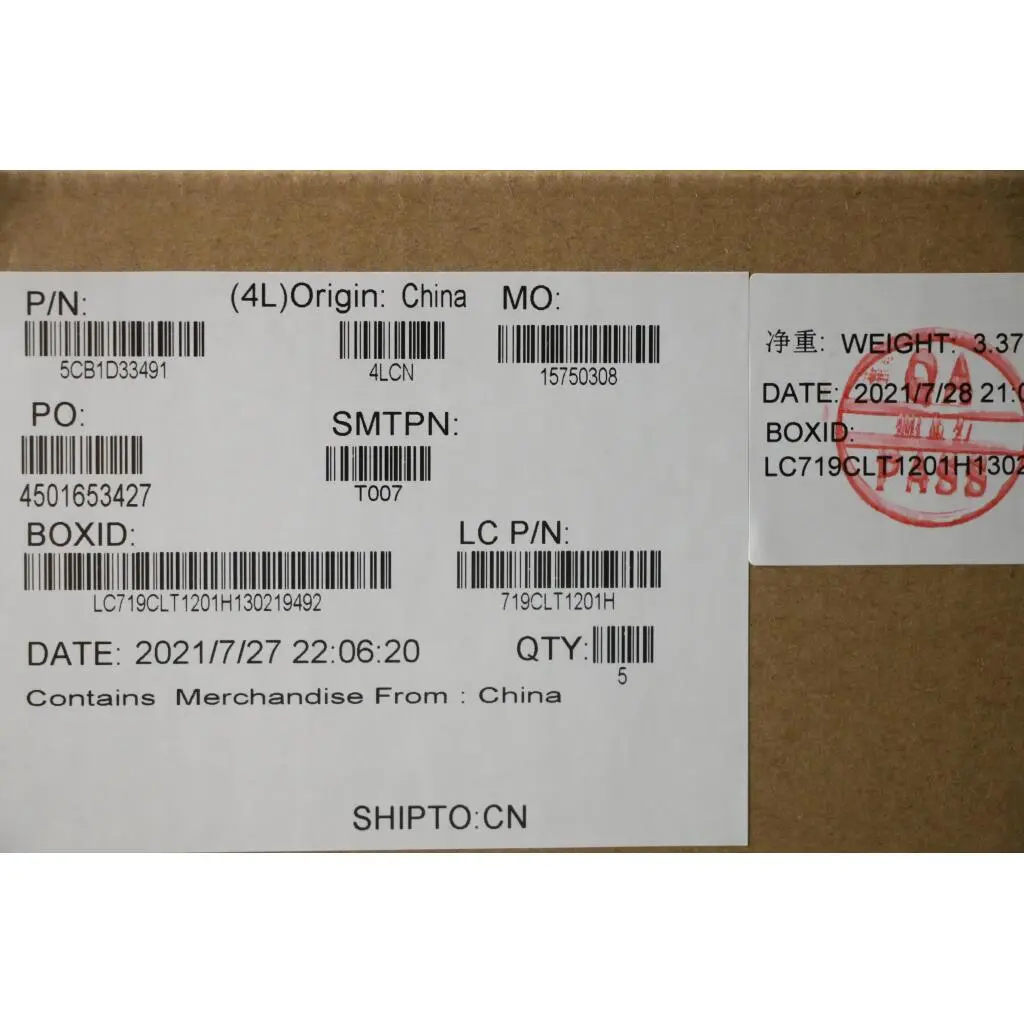 P/N:
5CB1D33491
(4L)Origin: China
4LCN
MO:
15750308
PO:
4501653427
SMTPN:
T007
BOXID:
LC719CLT1201H130219492
LC P/N:
719CLT1201H
DATE: 2021/7/27 22:06:20
QTY:
5
Contains Merchandise From : China
SHIPTO:CN
净重: WEIGHT: 3.37
DATE: 2021/7/28 21:0
BOXID:
LC719CLT1201H1302
QA
PASS